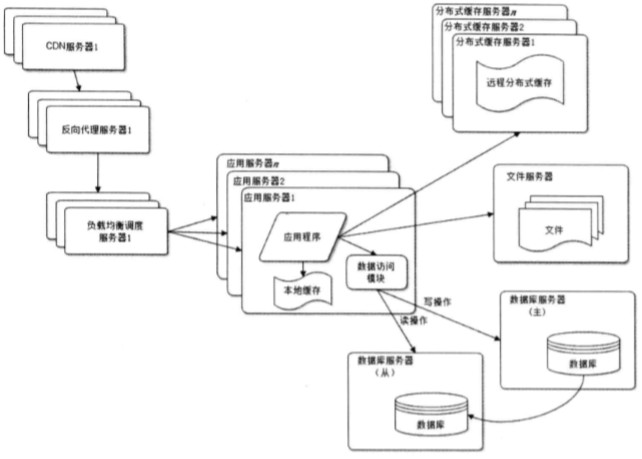 CDN服务器1
反向代理服务器1
负载均衡调度
服务器1
应用服务器n
应用服务器2
应用服务器1
应用程序
本地缓存
数据访问
模块
分布式缓存服务器n
分布式缓存服务器2
分布式缓存服务器1
远程分布式缓存
文件服务器
文件
写操作
读操作
数据库服务器
(主)
数据库
数据库服务器
(从)
数据库